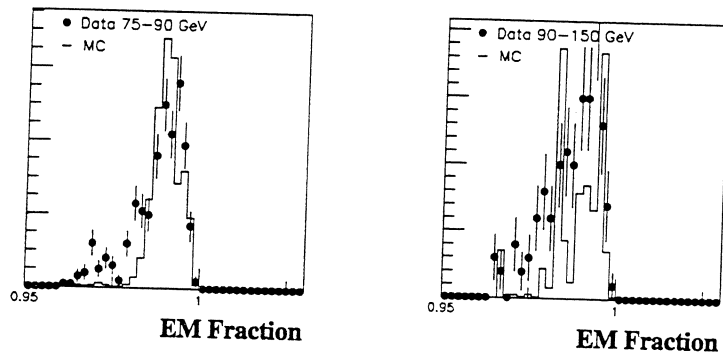 ● Data 75-90 GeV
— MC
0.95 1
EM Fraction
● Data 90-150 GeV
— MC
0.95 1
EM Fraction